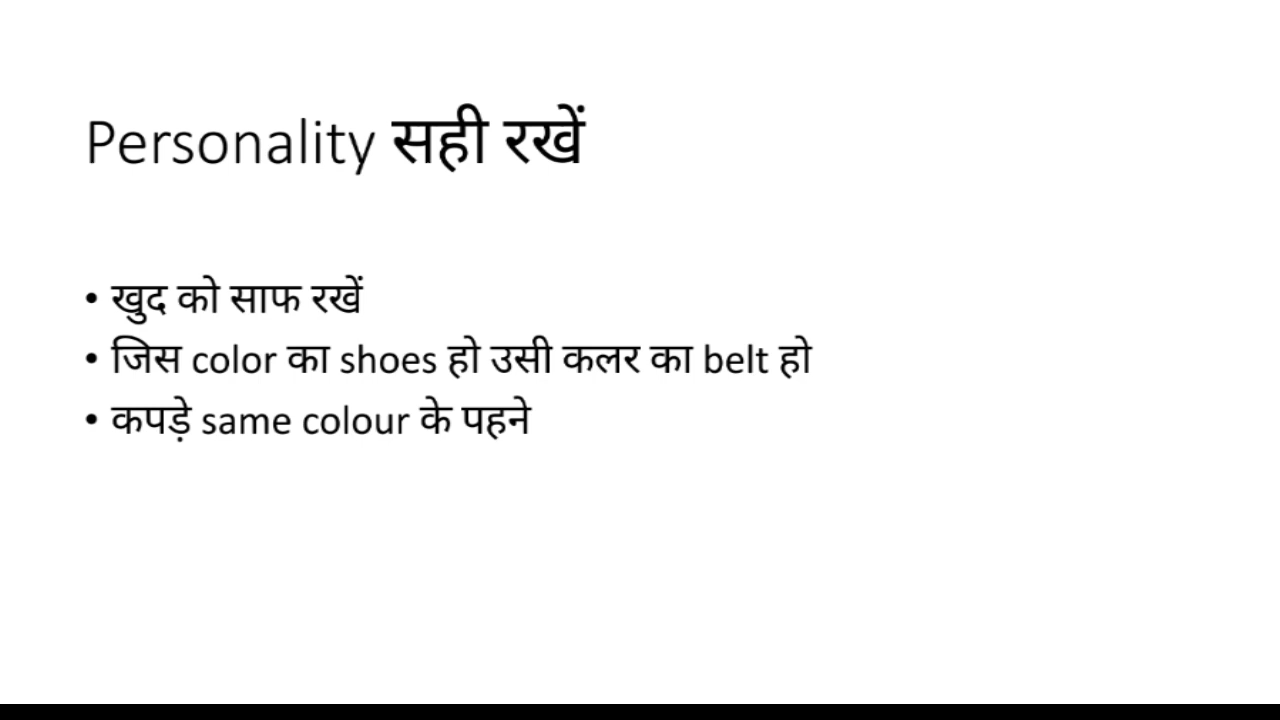 Personality सही रखें
• खुद को साफ रखें
• जिस color का shoes हो उसी कलर का belt हो
• कपड़े same colour के पहने